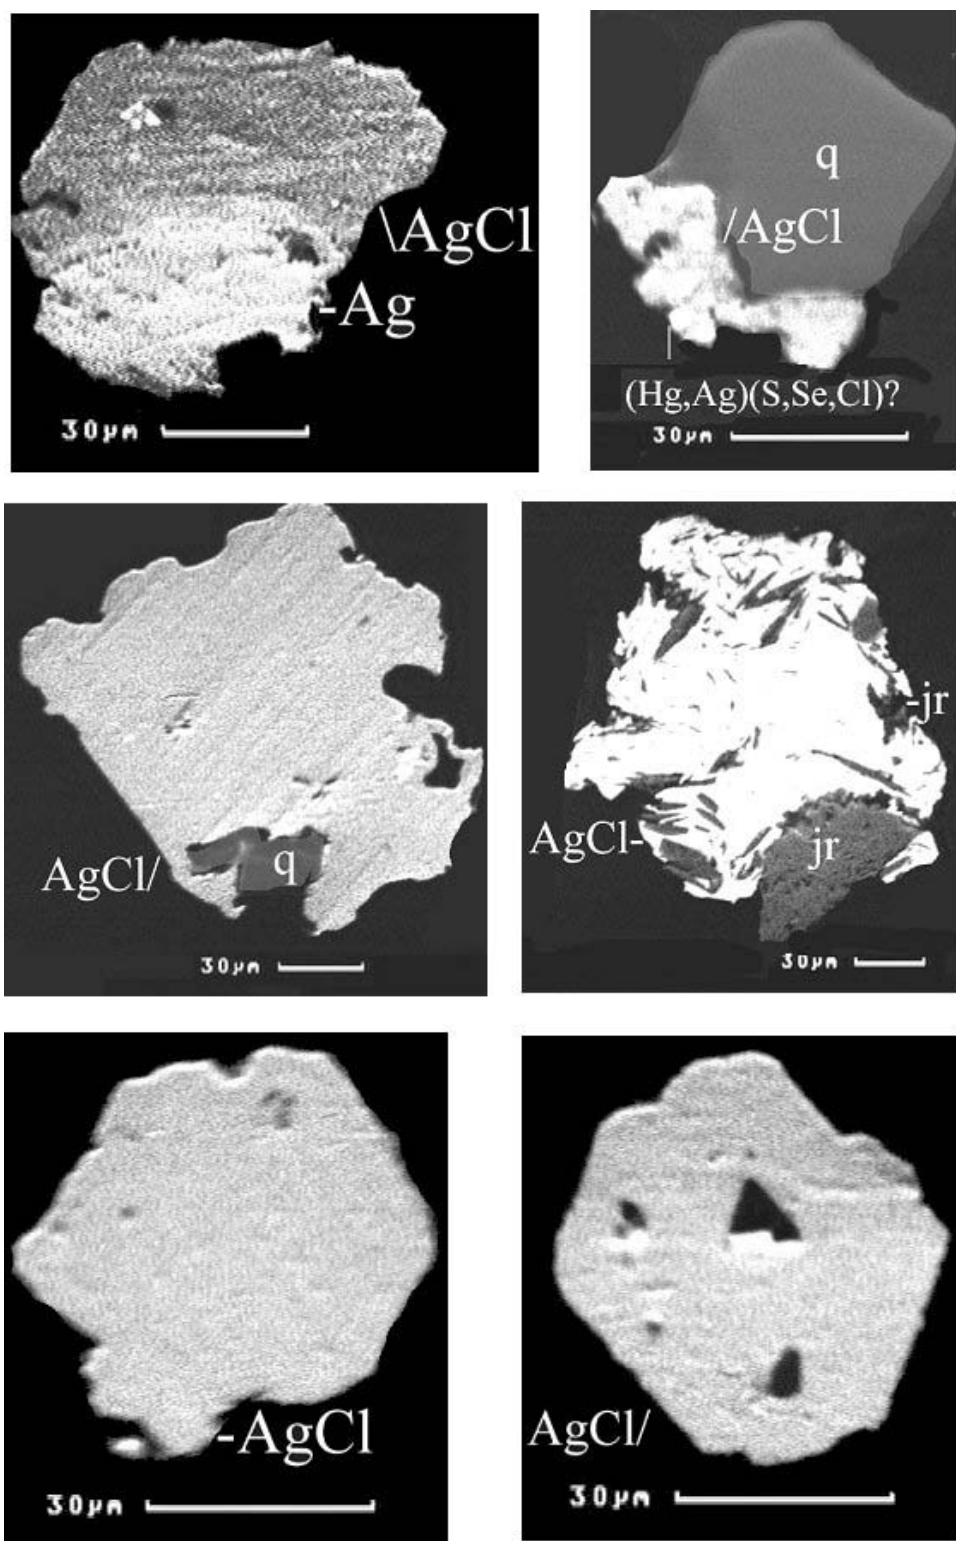 \AgCl
-Ag
30µm
q
/AgCl
(Hg,Ag)(S,Se,Cl)?
30µm
AgCl/
q
30µm
-jr
AgCl-
jr
30µm
-AgCl
30µm
AgCl/
30µm